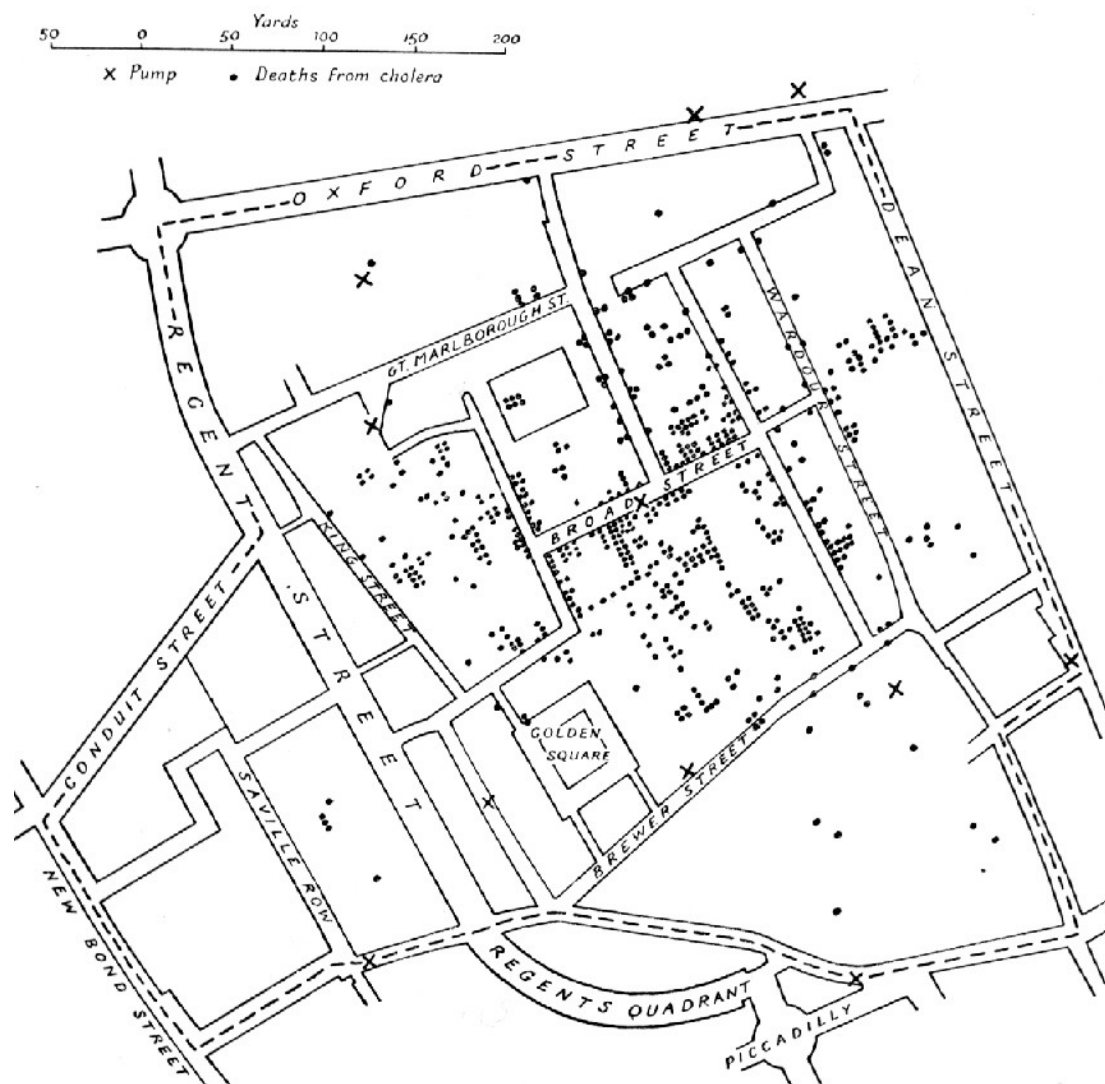 Yards
50 0 50 100 150 200
× Pump • Deaths from cholera
OXFORD STREET
DEAN STREET
WARDOUR STREET
REGENT STREET
GT. MARLBOROUGH ST.
BROAD STREET
KING STREET
CONDUIT STREET
GOLDEN
SQUARE
BREWER STREET
SAVILLE ROW
NEW BOND STREET
REGENTS QUADRANT
PICCADILLY